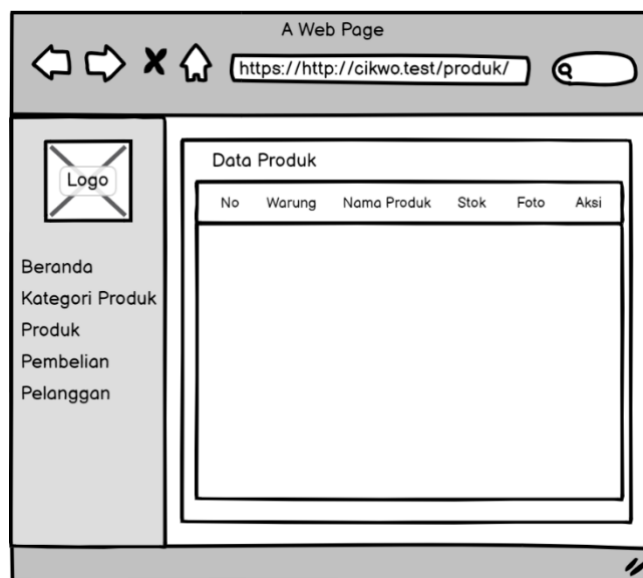 A Web Page
https://http://cikwo.test/produk/
Logo
Beranda
Kategori Produk
Produk
Pembelian
Pelanggan
Data Produk
No Warung Nama Produk Stok Foto Aksi